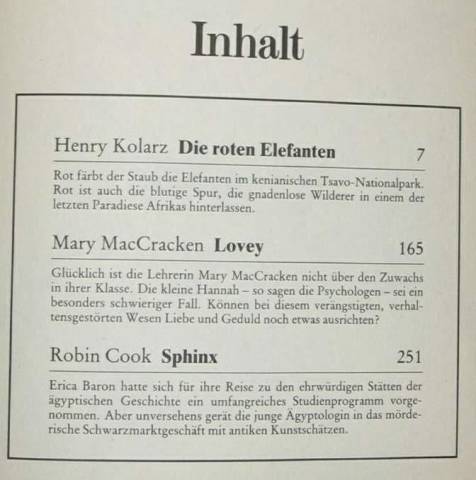 Inhalt
Henry Kolarz Die roten Elefanten 7
Rot färbt der Staub die Elefanten im kenianischen Tsavo-Nationalpark.
Rot ist auch die blutige Spur, die gnadenlose Wilderer in einem der
letzten Paradiese Afrikas hinterlassen.
Mary MacCracken Lovey 165
Glücklich ist die Lehrerin Mary MacCracken nicht über den Zuwachs
in ihrer Klasse. Die kleine Hannah – so sagen die Psychologen – sei ein
besonders schwieriger Fall. Können bei diesem verängstigten, verhal-
tensgestörten Wesen Liebe und Geduld noch etwas ausrichten?
Robin Cook Sphinx 251
Erica Baron hatte sich für ihre Reise zu den ehrwürdigen Stätten der
ägyptischen Geschichte ein umfangreiches Studienprogramm vorge-
nommen. Aber unversehens gerät die junge Ägyptologin in das mörde-
rische Schwarzmarktgeschäft mit antiken Kunstschätzen.